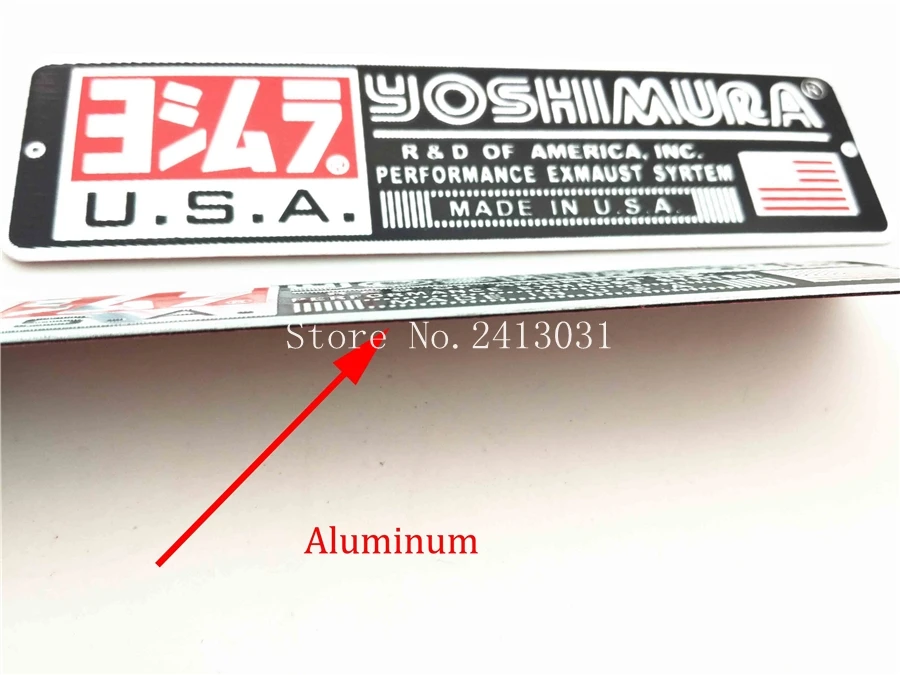 ヨシムラ
U.S.A.
YOSHIMURA®
R & D OF AMERICA, INC.
PERFORMANCE EXMAUST SYRTEM
MADE IN U.S.A.
Store No.2413031
Aluminum